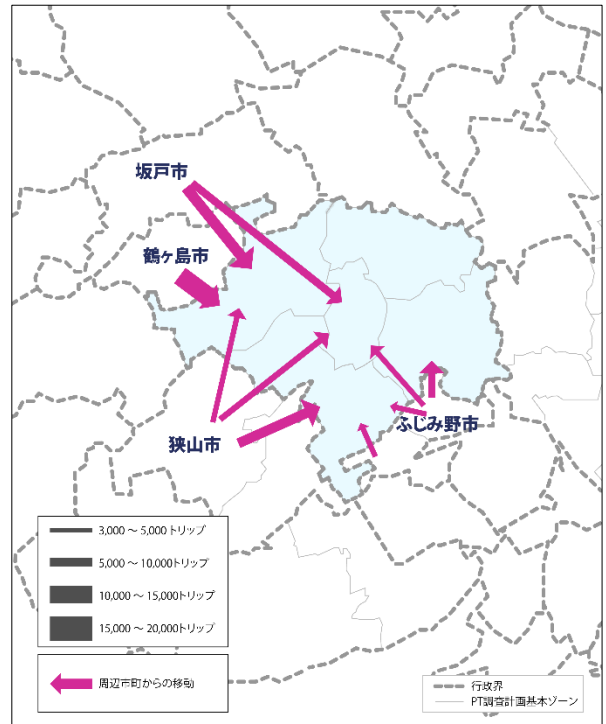 坂戸市
鶴ヶ島市
狭山市
ふじみ野市
3,000 ～ 5,000 トリップ
5,000 ～ 10,000トリップ
10,000 ～ 15,000トリップ
15,000 ～ 20,000トリップ
周辺市町からの移動
行政界
PT調査計画基本ゾーン